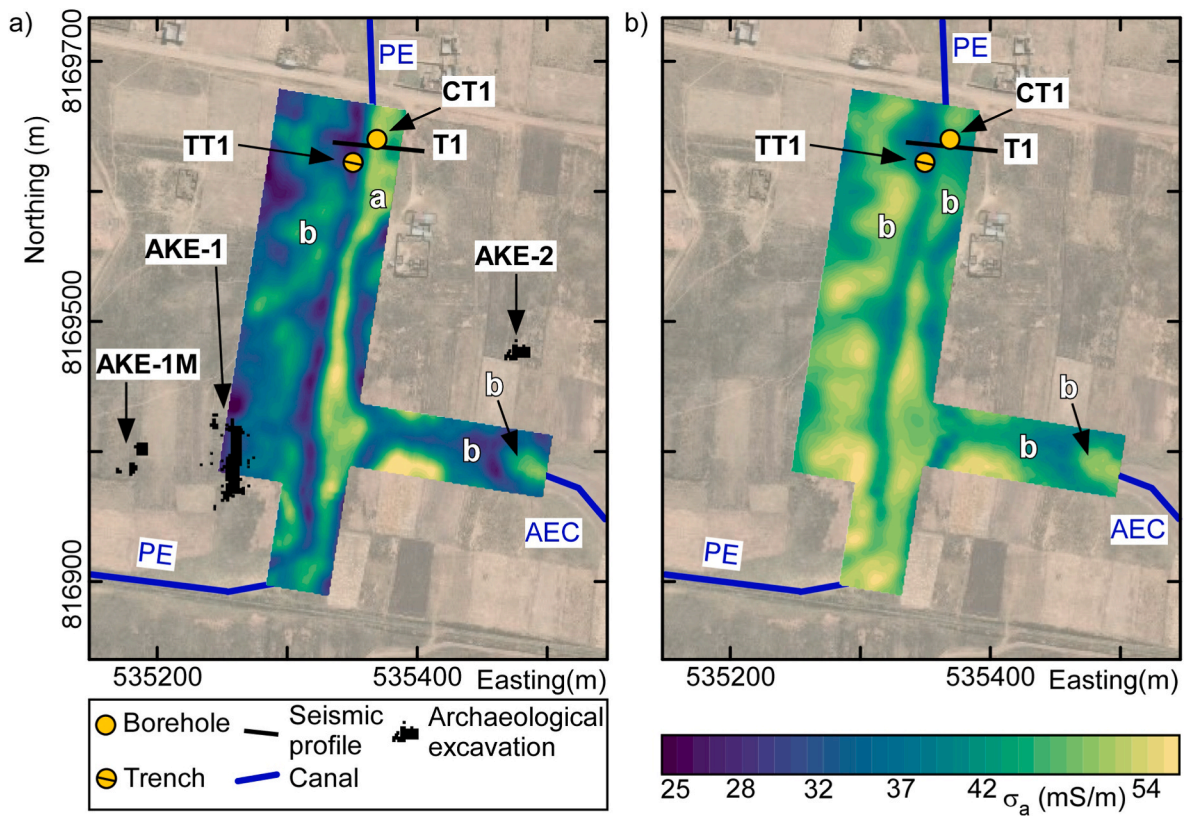 a)
PE
CT1
TT1
T1
a
b
AKE-1
AKE-2
AKE-1M
b
b
AEC
PE
Northing (m)
8169700
8169500
8166900
535200
535400
Easting(m)
b)
PE
CT1
TT1
T1
b
b
b
b
AEC
PE
535200
535400
Easting(m)
Borehole
Seismic
profile
Archaeological
excavation
Trench
Canal
25 28 32 37 42 σa (mS/m) 54